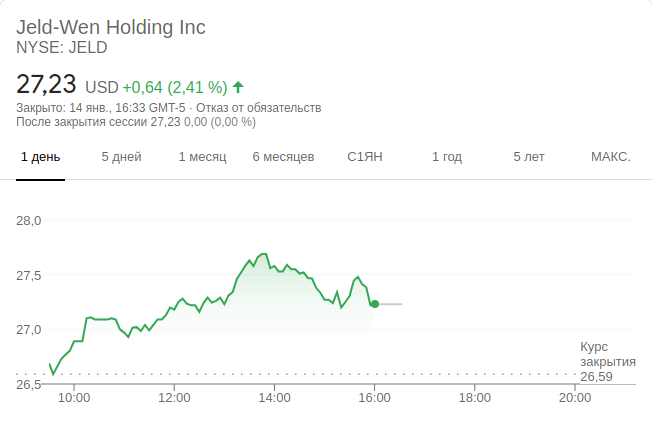 Jeld-Wen Holding Inc
NYSE: JELD
27,23 USD +0,64 (2,41 %)
Закрыто: 14 янв., 16:33 GMT-5 · Отказ от обязательств
После закрытия сессии 27,23 0,00 (0,00 %)
1 день 5 дней 1 месяц 6 месяцев С1ЯН 1 год 5 лет МАКС.
28,0
27,5
27,0
Курс
закрытия
26,59
26,5
10:00 12:00 14:00 16:00 18:00 20:00